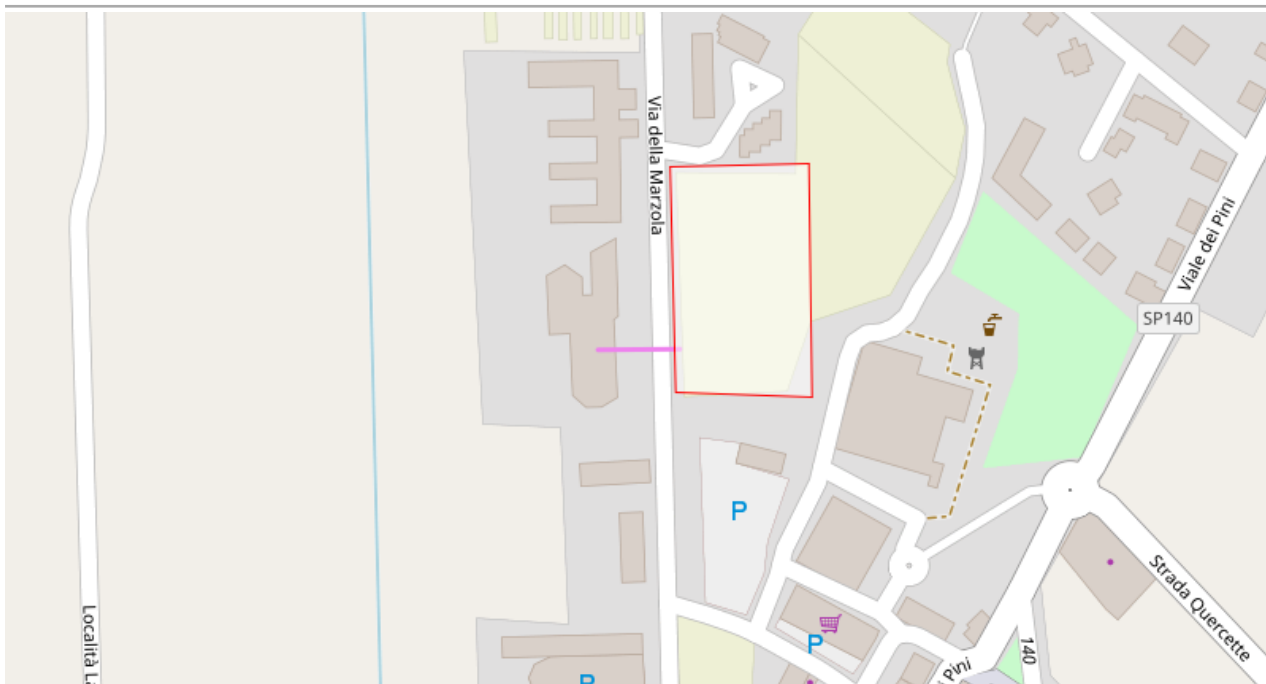 Via della Marzola
Viale dei Pini
SP140
P
Strada Quercette
Località La
P
140
Pini
P